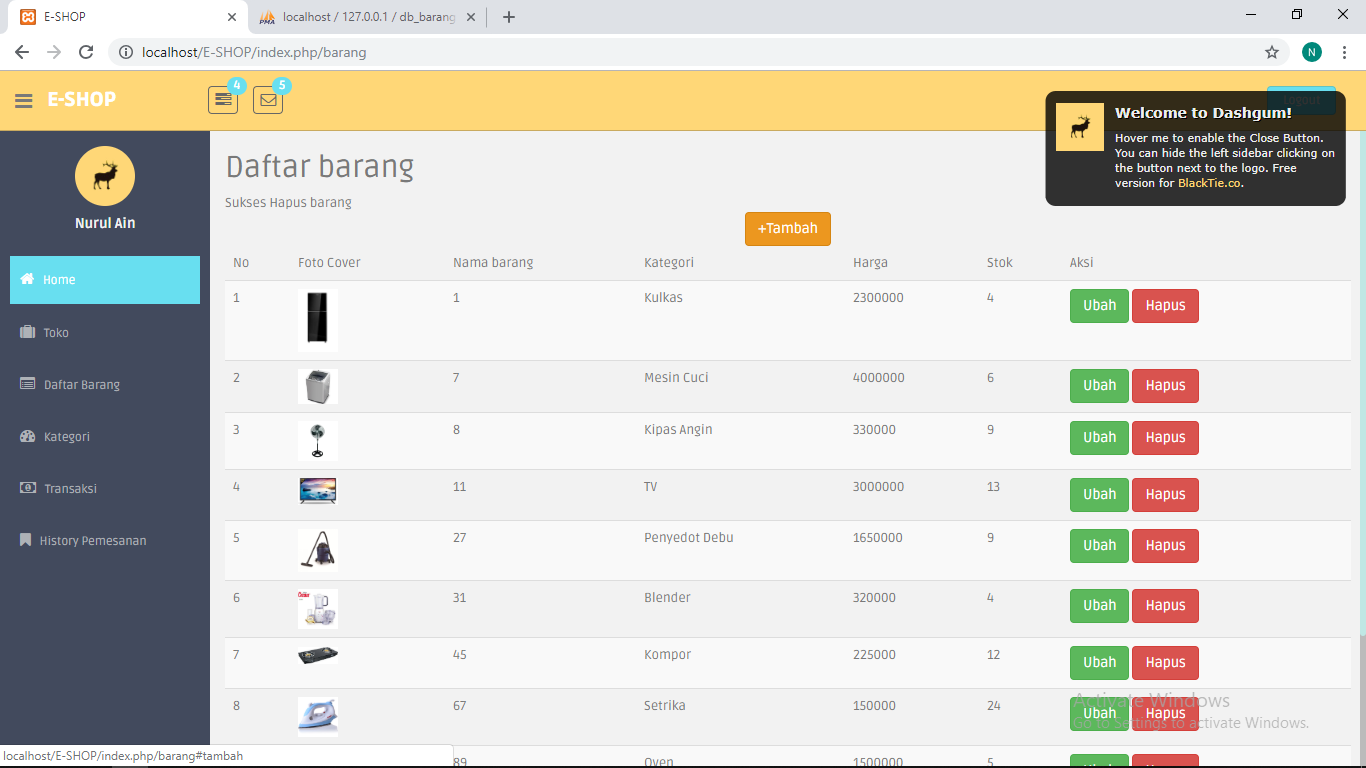 E-SHOP
localhost / 127.0.0.1 / db_barang
localhost/E-SHOP/index.php/barang
N
E-SHOP
4
5
Logout
Welcome to Dashgum!
Hover me to enable the Close Button.
You can hide the left sidebar clicking on
the button next to the logo. Free
version for BlackTie.co.
Nurul Ain
Home
Toko
Daftar Barang
Kategori
Transaksi
History Pemesanan
Daftar barang
Sukses Hapus barang
+Tambah
No Foto Cover Nama barang Kategori Harga Stok Aksi
1 1 Kulkas 2300000 4 Ubah Hapus
2 7 Mesin Cuci 4000000 6 Ubah Hapus
3 8 Kipas Angin 330000 9 Ubah Hapus
4 11 TV 3000000 13 Ubah Hapus
5 27 Penyedot Debu 1650000 9 Ubah Hapus
6 31 Blender 320000 4 Ubah Hapus
7 45 Kompor 225000 12 Ubah Hapus
8 67 Setrika 150000 24 Ubah Hapus
89 Oven 1500000 5 Ubah Hapus
Activate Windows
Go to Settings to activate Windows.
localhost/E-SHOP/index.php/barang#tambah